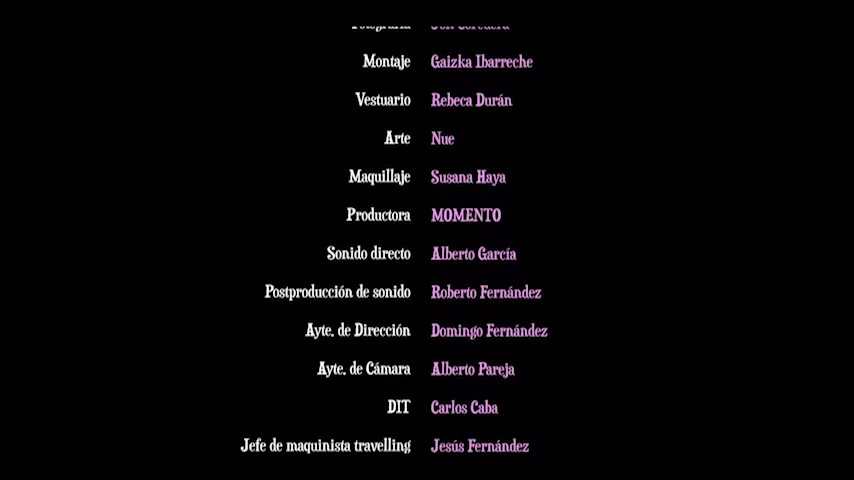 Montaje Gaizka Ibarreche
Vestuario Rebeca Durán
Arte Nue
Maquillaje Susana Haya
Productora MOMENTO
Sonido directo Alberto García
Postproducción de sonido Roberto Fernández
Ayte. de Dirección Domingo Fernández
Ayte. de Cámara Alberto Pareja
DIT Carlos Caba
Jefe de maquinista travelling Jesús Fernández